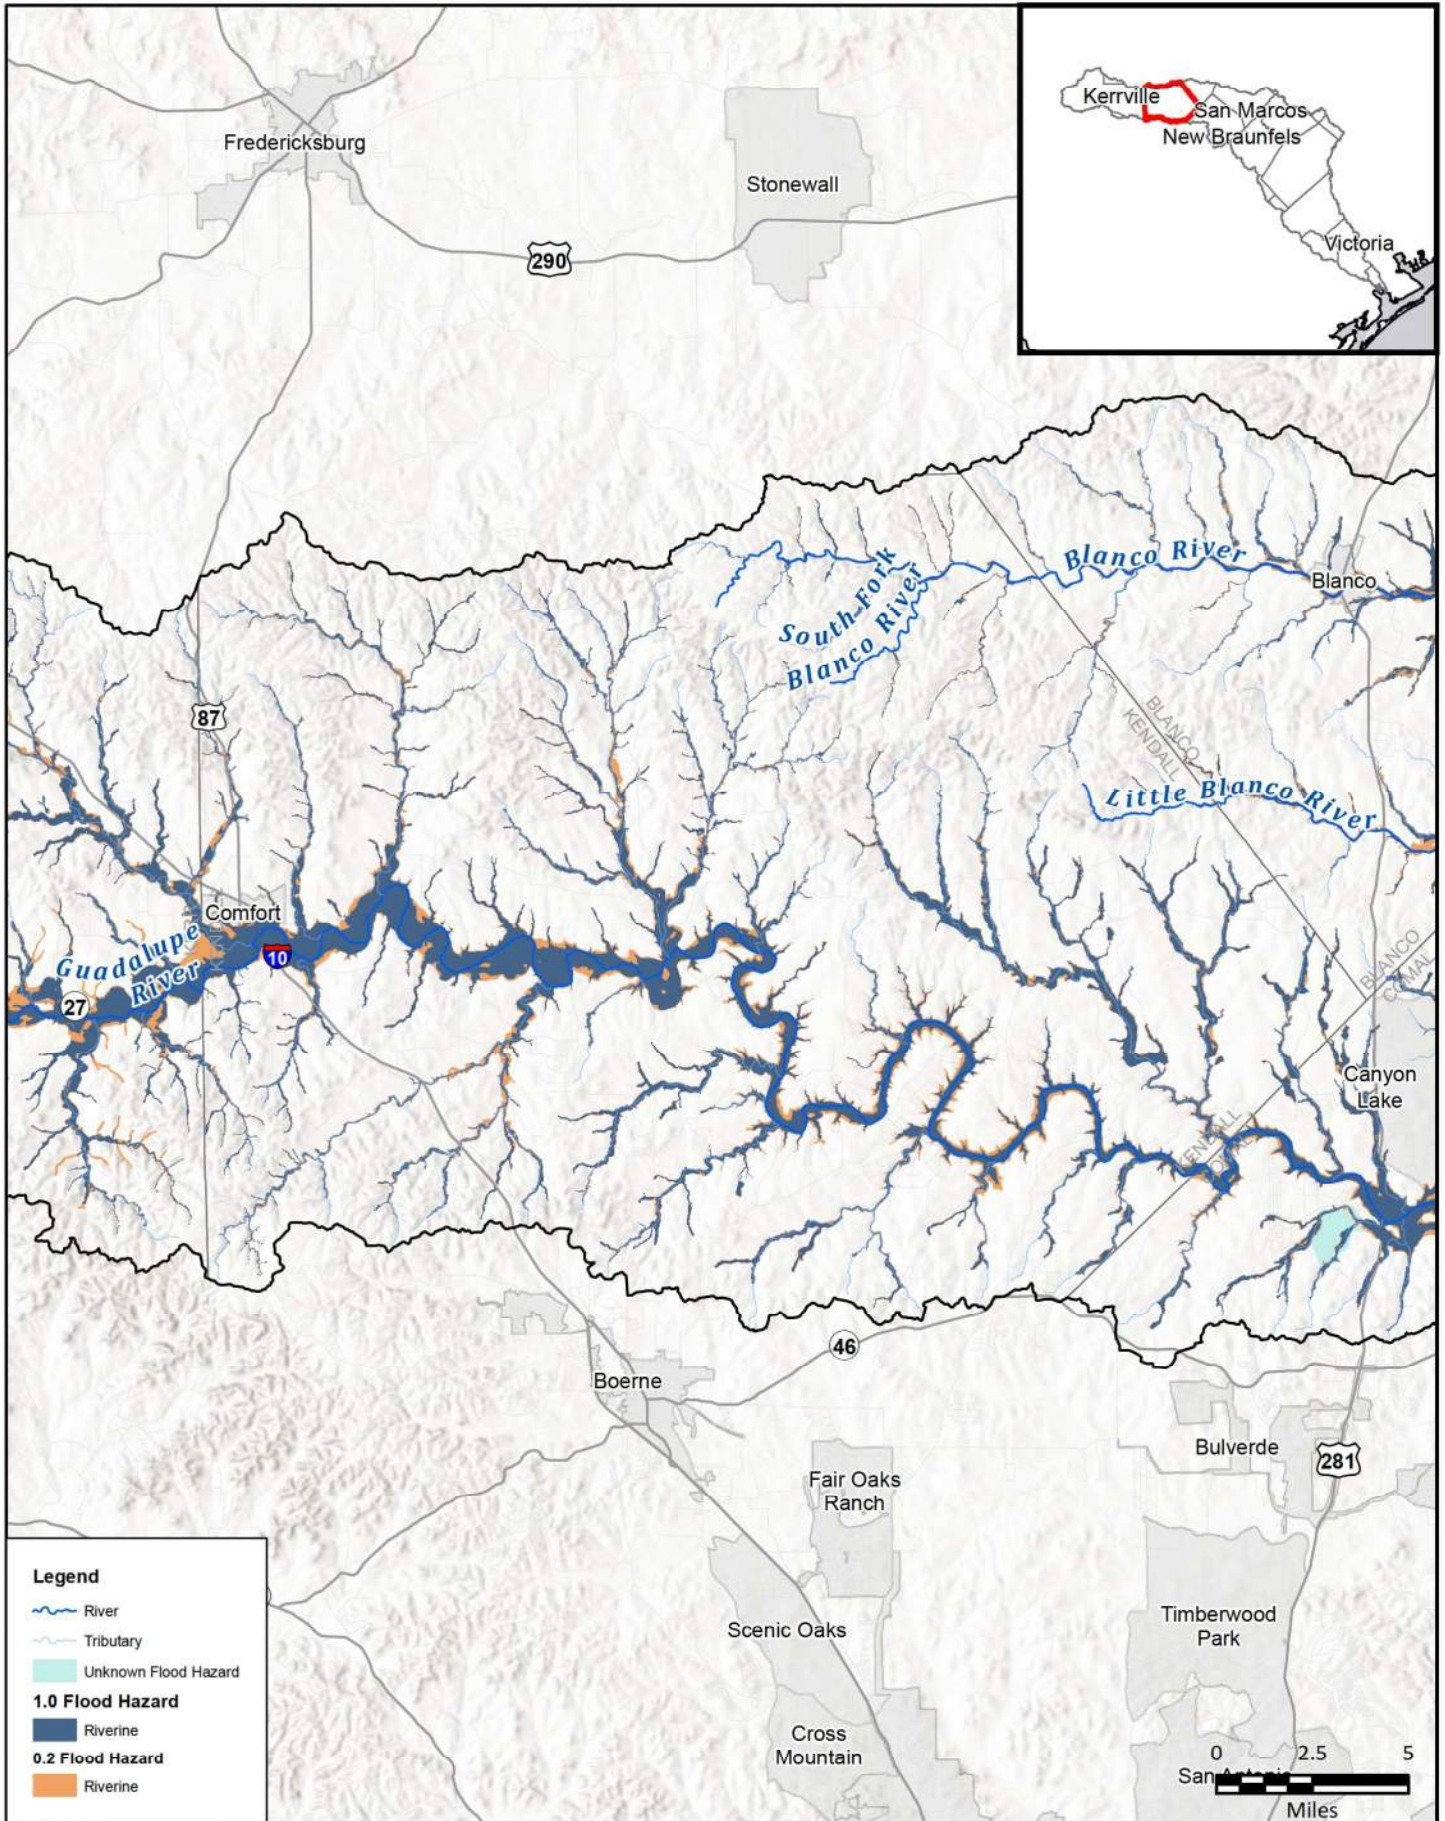 Kerrville
San Marcos
New Braunfels
Victoria
Fredericksburg
Stonewall
290
Blanco River
Blanco
South Fork
Blanco River
87
BLANCO
KENDALL
Little Blanco River
Comfort
Guadalupe
River
10
27
BLANCO
COMAL
Canyon
Lake
KENDALL
46
Boerne
Bulverde
281
Fair Oaks
Ranch
Scenic Oaks
Timberwood
Park
Cross
Mountain
San Antonio
Legend
River
Tributary
Unknown Flood Hazard
1.0 Flood Hazard
Riverine
0.2 Flood Hazard
Riverine
0 2.5 5
Miles